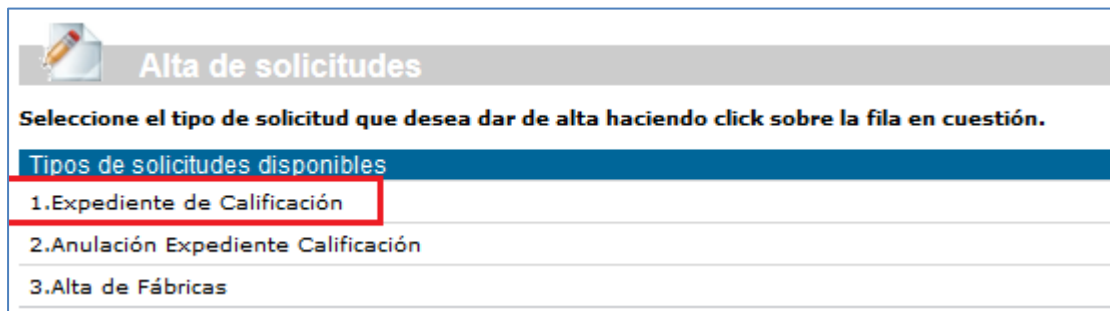 Alta de solicitudes
Seleccione el tipo de solicitud que desea dar de alta haciendo click sobre la fila en cuestión.
Tipos de solicitudes disponibles
1.Expediente de Calificación
2.Anulación Expediente Calificación
3.Alta de Fábricas